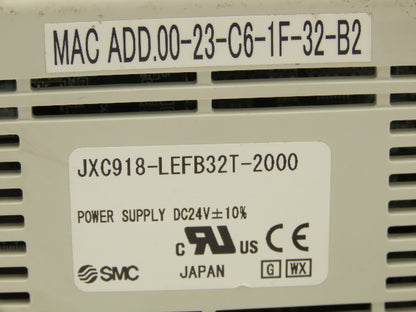 MAC ADD.00-23-C6-1F-32-B2
JXC918-LEFB32T-2000
POWER SUPPLY DC24V±10%
C RU US CE
SMC JAPAN G WX